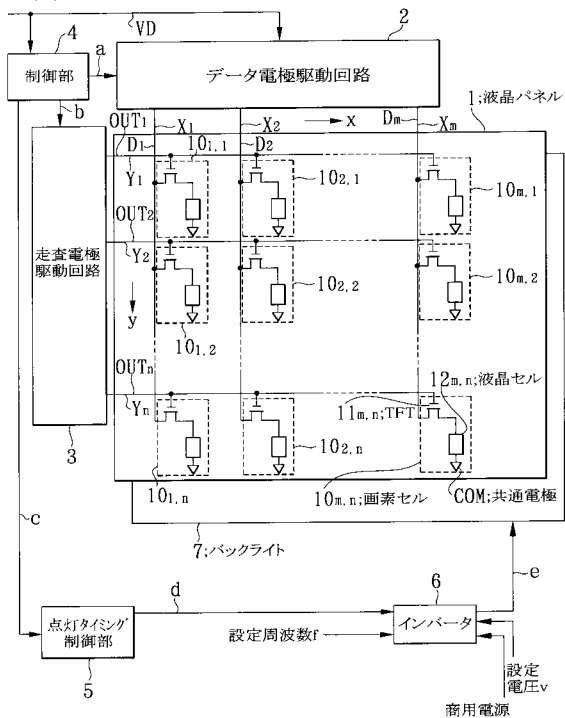 VD
4
制御部
a
b
2
データ電極駆動回路
OUT1
X1
X2
x
Dm
Xm
1;液晶パネル
D1
101,1
D2
Y1
102,1
10m,1
OUT2
Y2
走査電極
駆動回路
y
102,2
10m,2
101,2
OUTn
Yn
11m,n;TFT
12m,n;液晶セル
3
102,n
101,n
10m,n;画素セル
COM;共通電極
c
7;バックライト
e
d
6
点灯タイミング
制御部
インバータ
設定周波数f
5
設定
電圧v
商用電源